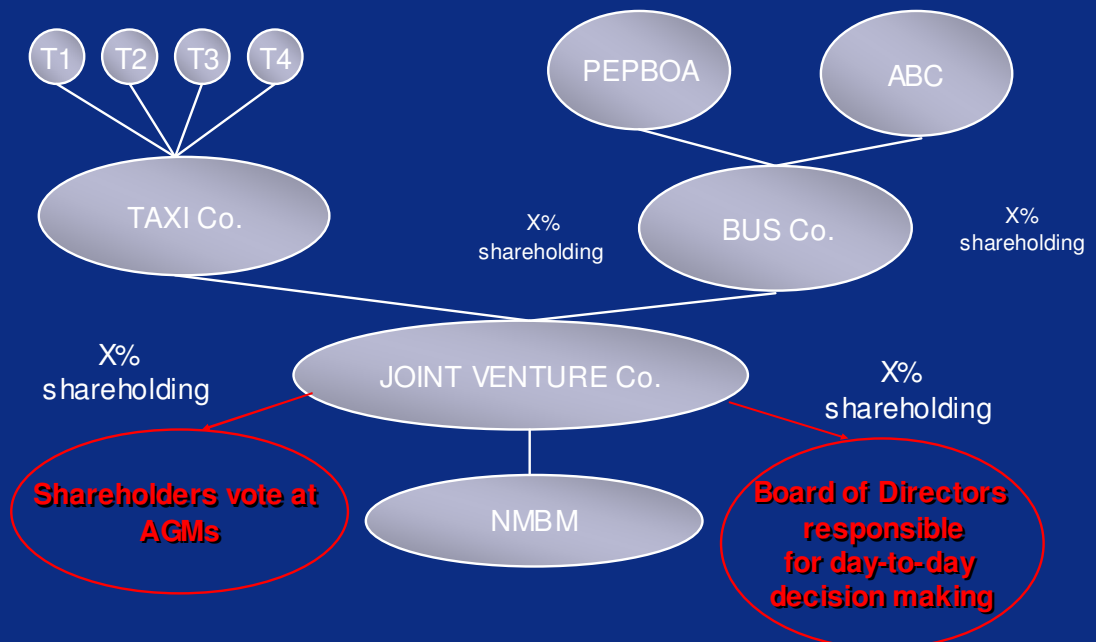 T1 T2 T3 T4
PEPBOA
ABC
TAXI Co.
X%
shareholding
BUS Co.
X%
shareholding
X%
shareholding
JOINT VENTURE Co.
X%
shareholding
Shareholders vote at
AGMs
NMBM
Board of Directors
responsible
for day-to-day
decision making